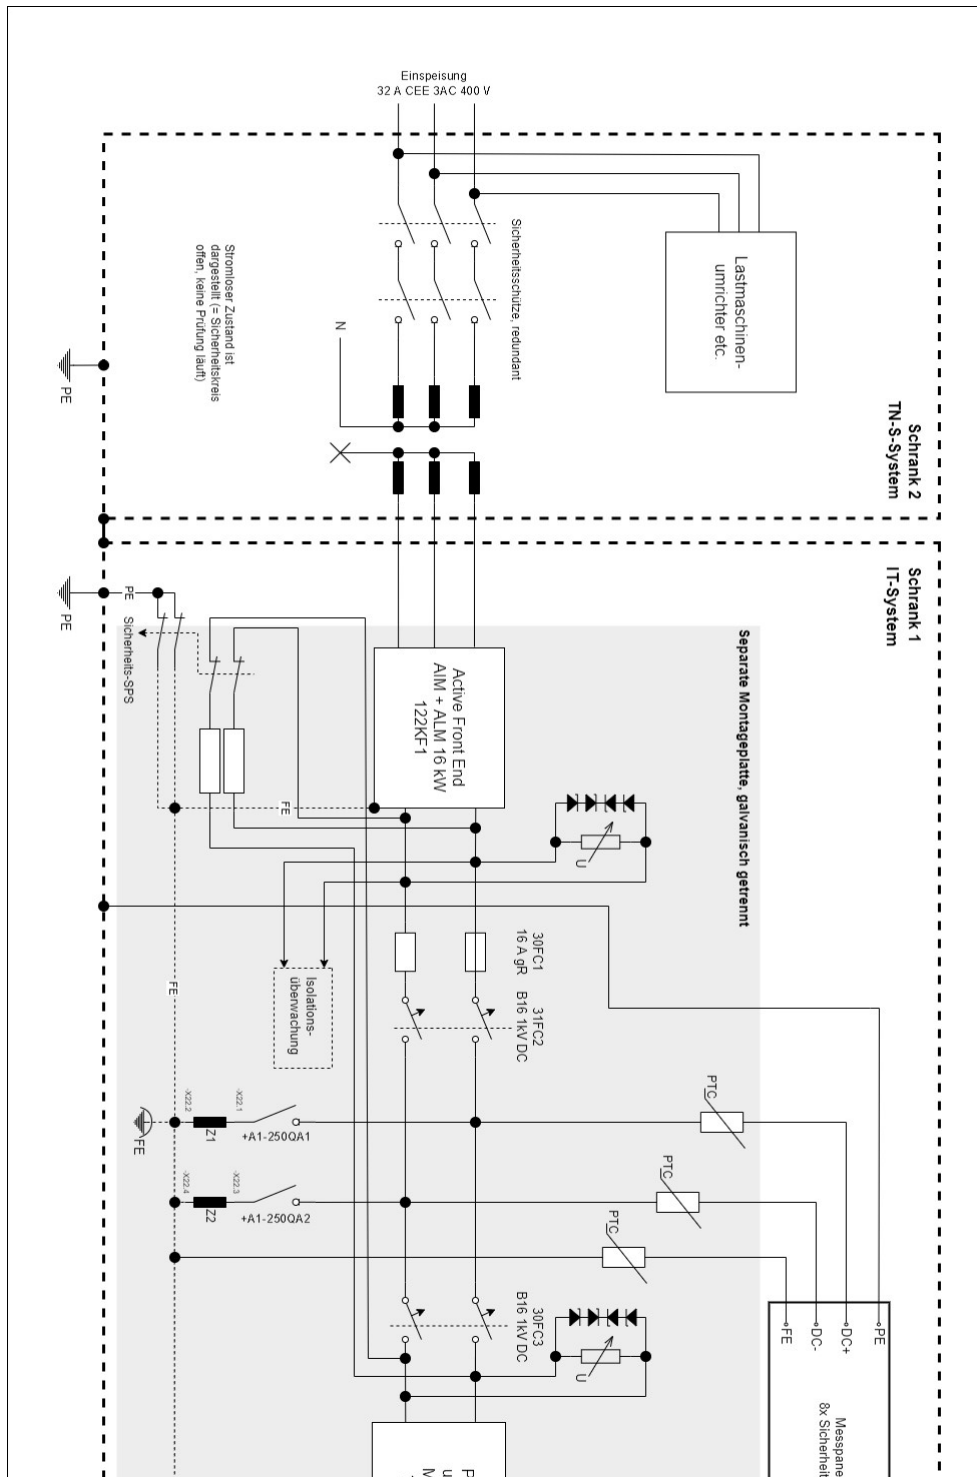 Einspeisung
32 A CEE 3AC 400 V
Sicherheitsschütze, redundant
Lastmaschinen-
umrichter etc.
Stromloser Zustand ist
dargestellt (= Sicherheitskreis
offen, keine Prüfung läuft)
N
PE
Schrank 2
TN-S-System
Schrank 1
IT-System
PE
PE
Sicherheits-SPS
Separate Montageplatte, galvanisch getrennt
Active Front End
AIM + ALM 16 kW
122KF1
FE
U
30FC1
16 A gR
31FC2
B16 1kV DC
Isolations-
überwachung
FE
PTC
-X22.2
-X22.1
Z1
+A1-250QA1
FE
PTC
-X22.4
-X22.3
Z2
+A1-250QA2
PTC
30FC3
B16 1kV DC
U
FE
DC-
DC+
PE
Messpane
8x Sicherheit